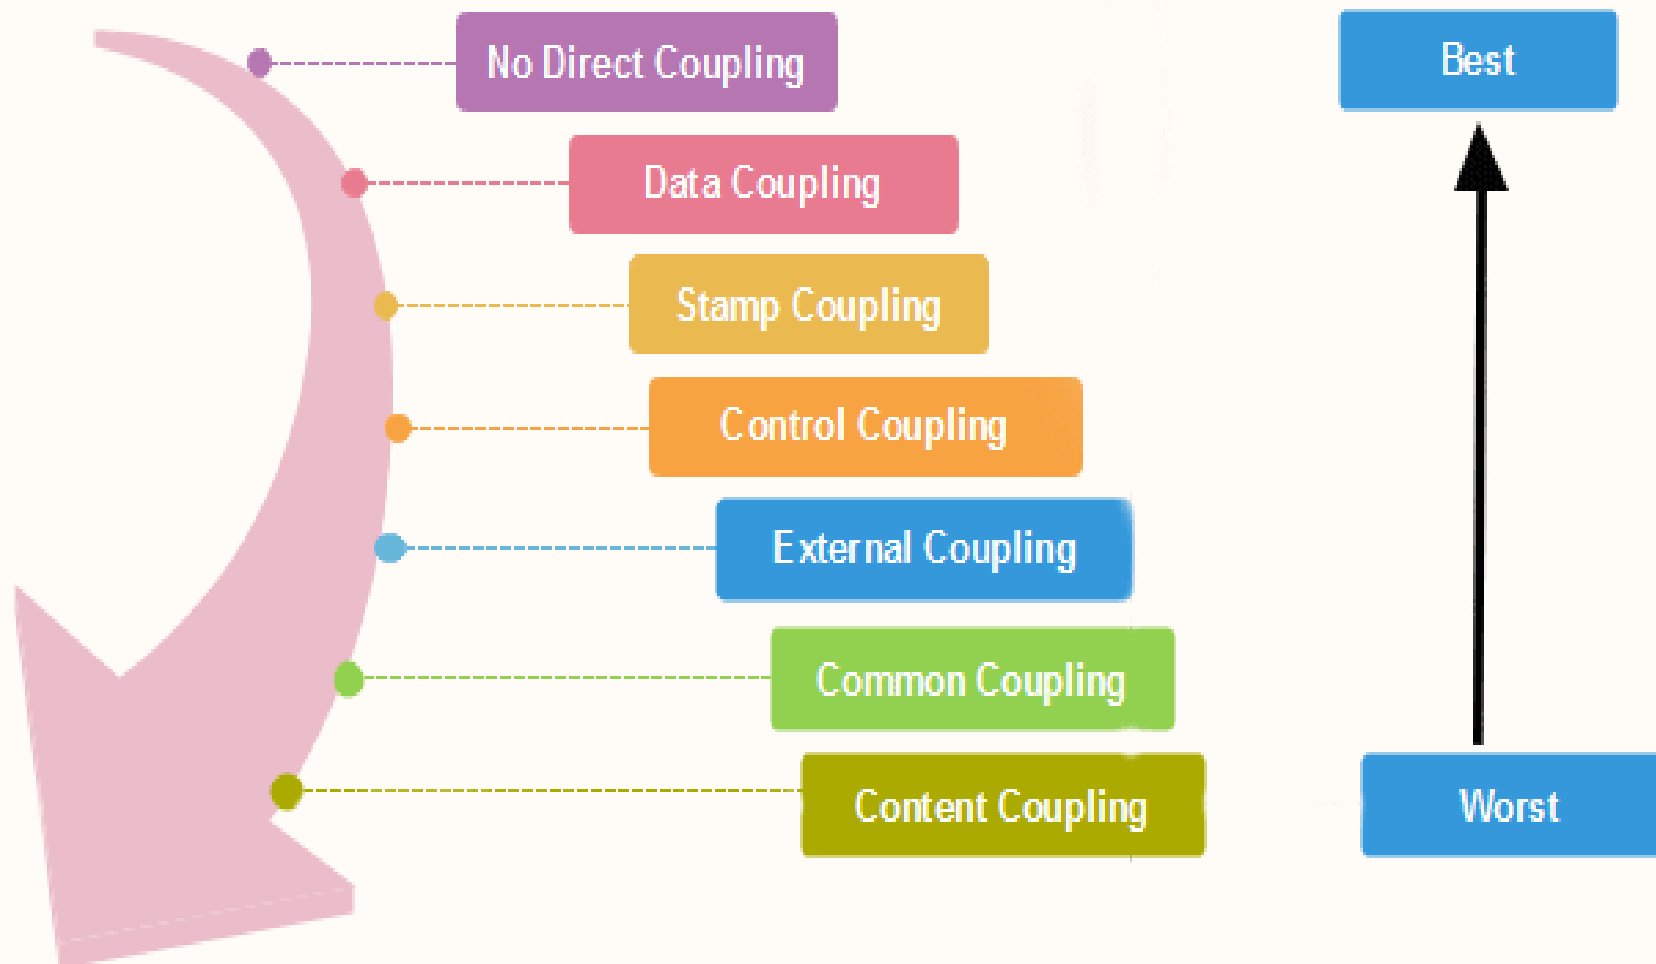 No Direct Coupling
Best
Data Coupling
Stamp Coupling
Control Coupling
External Coupling
Common Coupling
Content Coupling
Worst